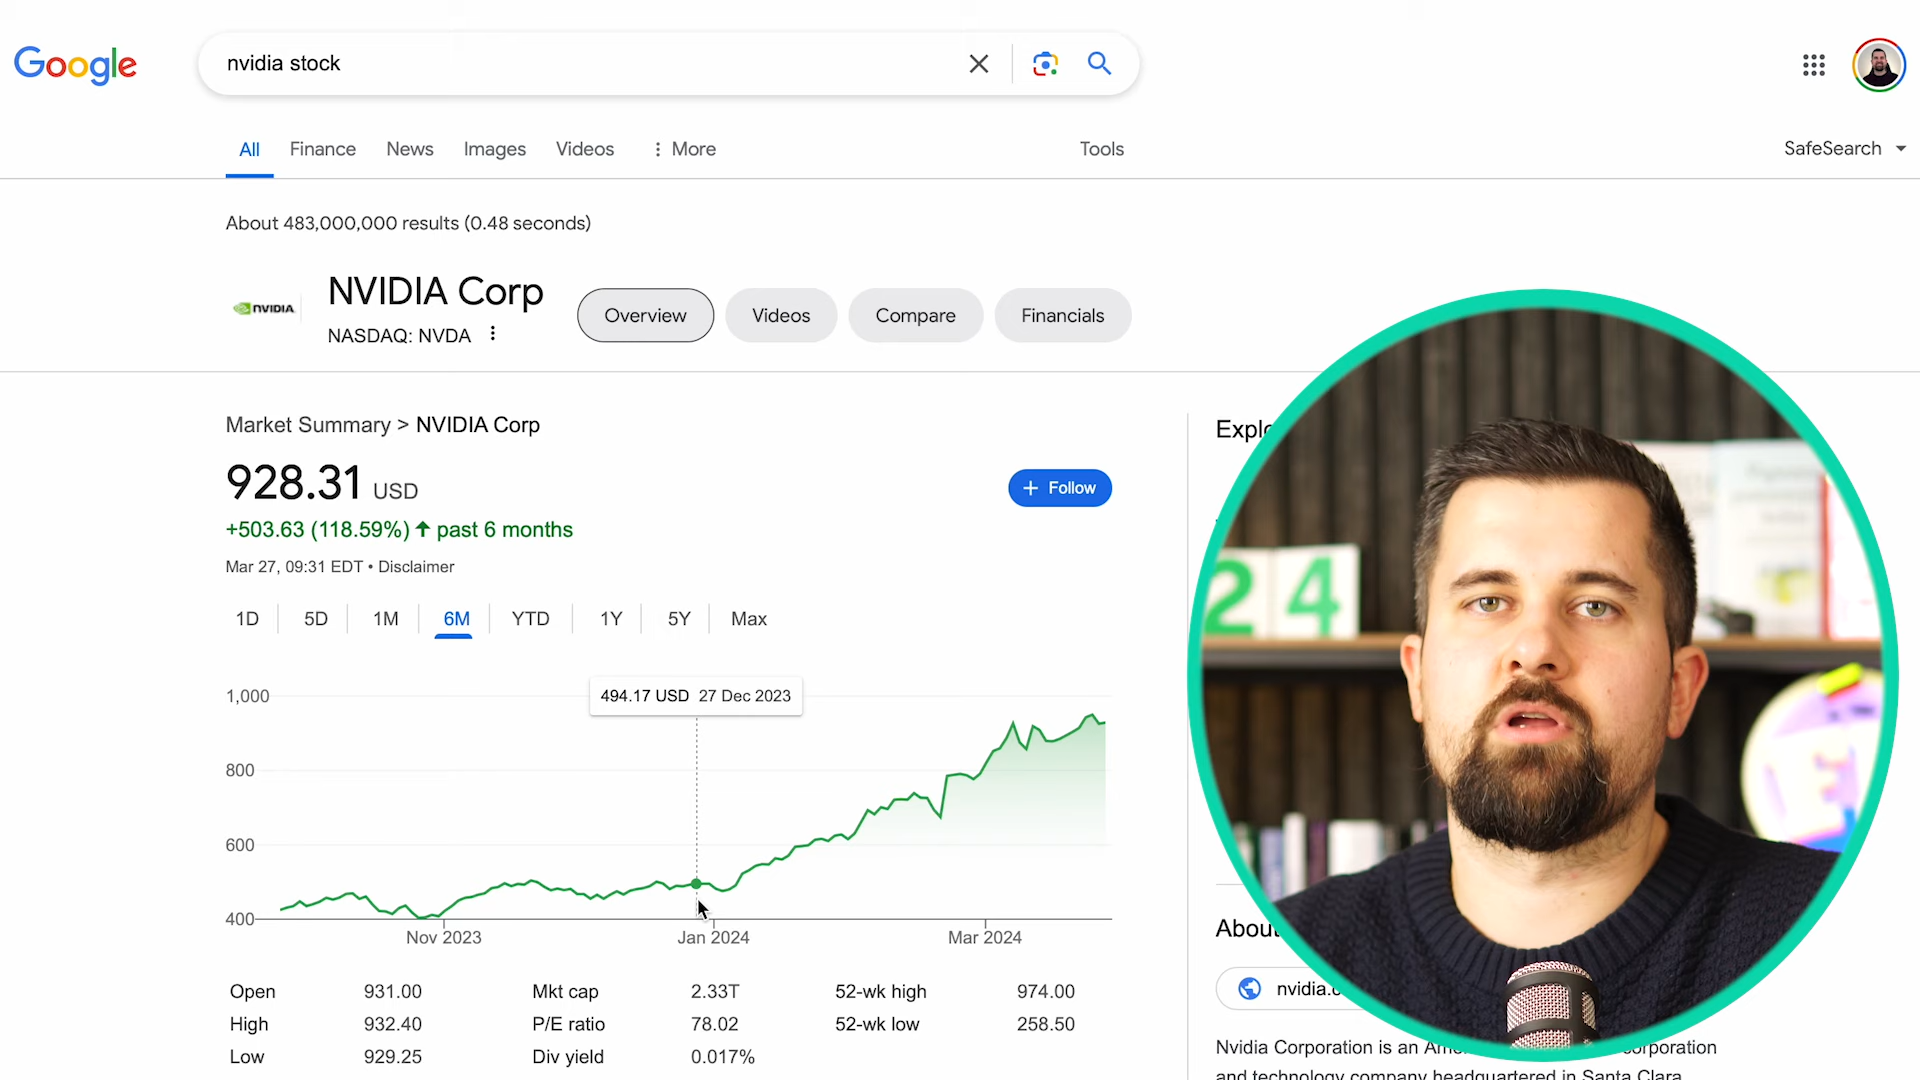 Google
nvidia stock
All Finance News Images Videos More Tools SafeSearch
About 483,000,000 results (0.48 seconds)
NVIDIA
NVIDIA Corp
NASDAQ: NVDA
Overview Videos Compare Financials
Market Summary > NVIDIA Corp
928.31 USD
+ Follow
+503.63 (118.59%) past 6 months
Mar 27, 09:31 EDT • Disclaimer
1D 5D 1M 6M YTD 1Y 5Y Max
494.17 USD 27 Dec 2023
1,000
800
600
400
Nov 2023 Jan 2024 Mar 2024
Open 931.00 Mkt cap 2.33T 52-wk high 974.00
High 932.40 P/E ratio 78.02 52-wk low 258.50
Low 929.25 Div yield 0.017%
24
About
Nvidia Corporation is an
and technology company headquartered in Santa Clara